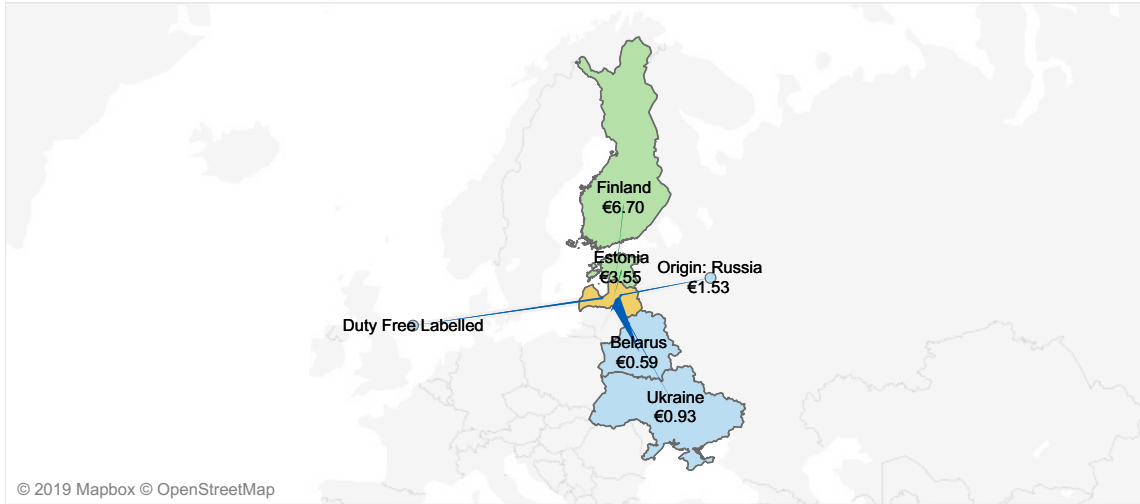 Finland
€6.70
Estonia
€3.55
Origin: Russia
€1.53
Duty Free Labelled
Belarus
€0.59
Ukraine
€0.93
© 2019 Mapbox © OpenStreetMap